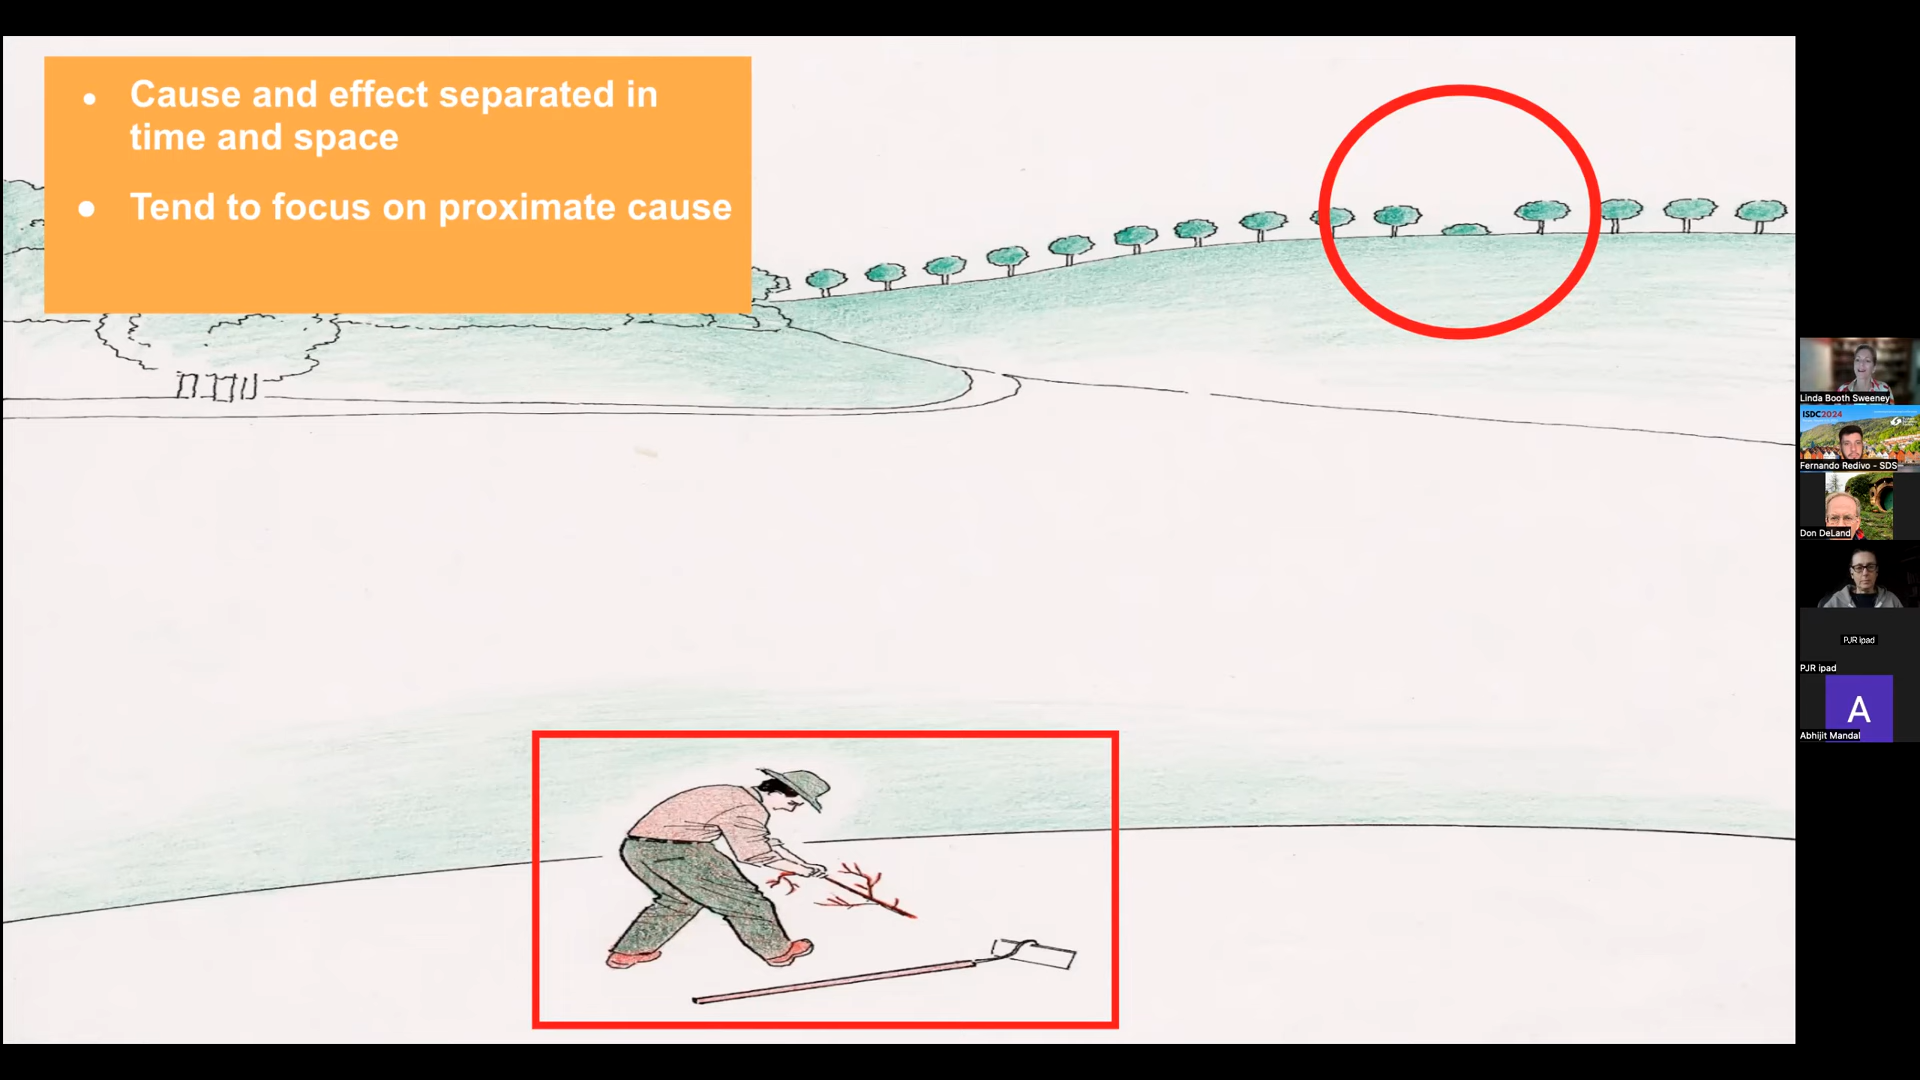 Cause and effect separated in
time and space
Tend to focus on proximate cause
Linda Booth Sweeney
ISDC2024
Fernando Redivo - SDS
Don DeLand
PJR ipad
PJR ipad
A
Abhijit Mandal